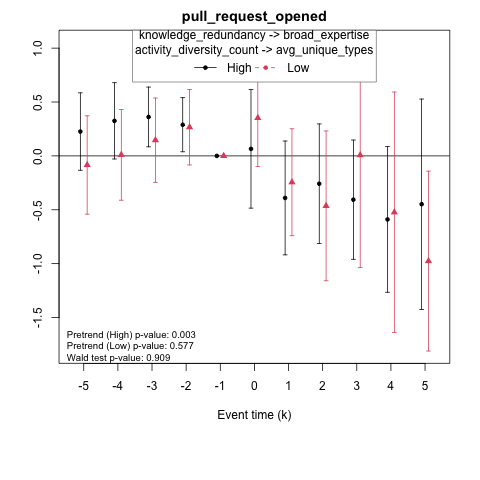 pull_request_opened
knowledge_redundancy -> broad_expertise
activity_diversity_count -> avg_unique_types
High Low
1.0
0.5
0.0
-0.5
-1.0
-1.5
Pretrend (High) p-value: 0.003
Pretrend (Low) p-value: 0.577
Wald test p-value: 0.909
-5 -4 -3 -2 -1 0 1 2 3 4 5
Event time (k)